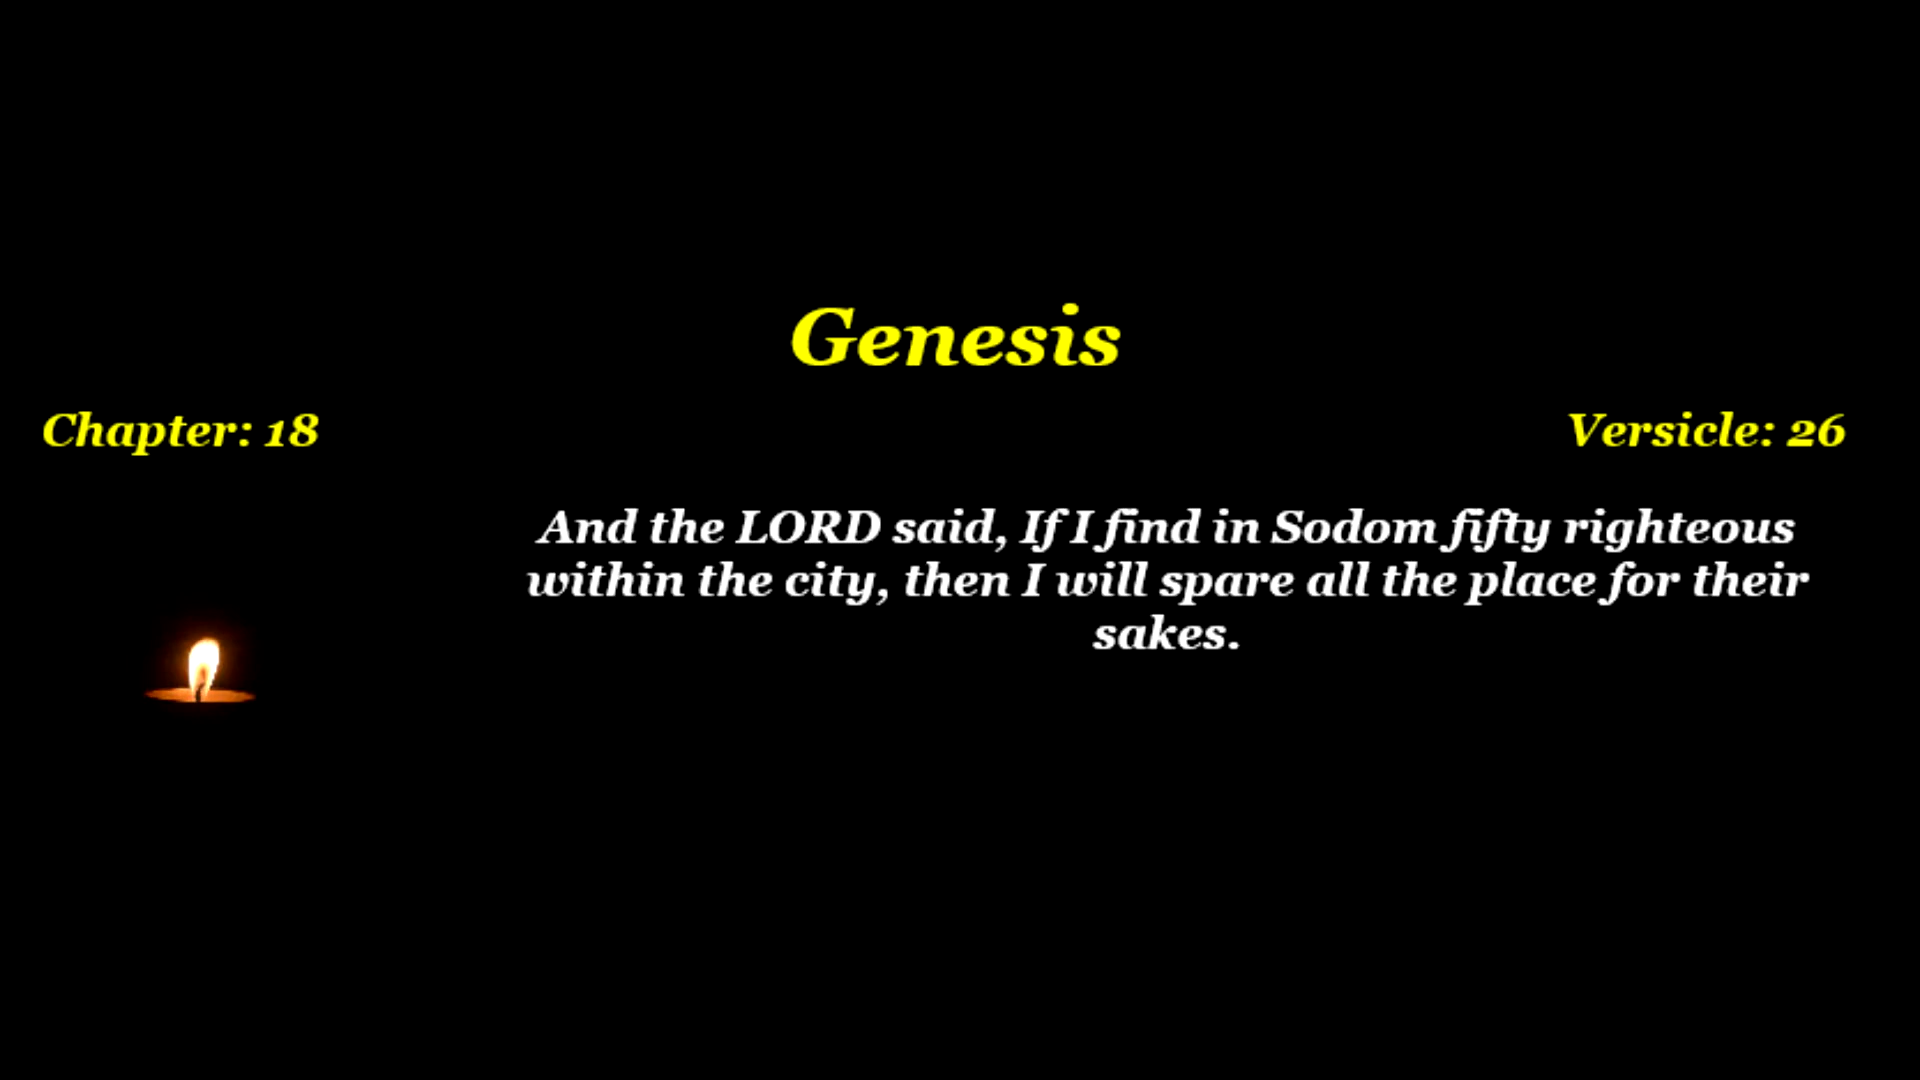 Genesis
Chapter: 18
Versicle: 26
And the LORD said, If I find in Sodom fifty righteous
within the city, then I will spare all the place for their
sakes.